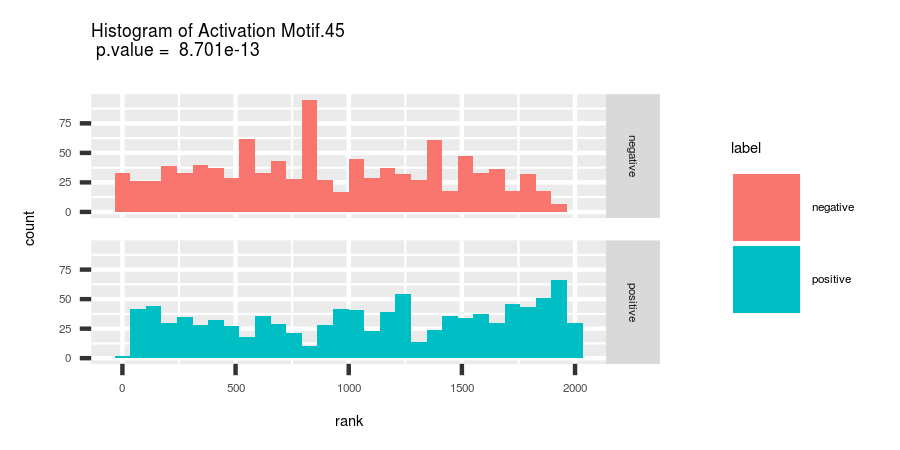 Histogram of Activation Motif.45
p.value =  8.701e-13
count
75
50
25
0
negative
75
50
25
0
positive
0
500
1000
1500
2000
rank
label
negative
positive